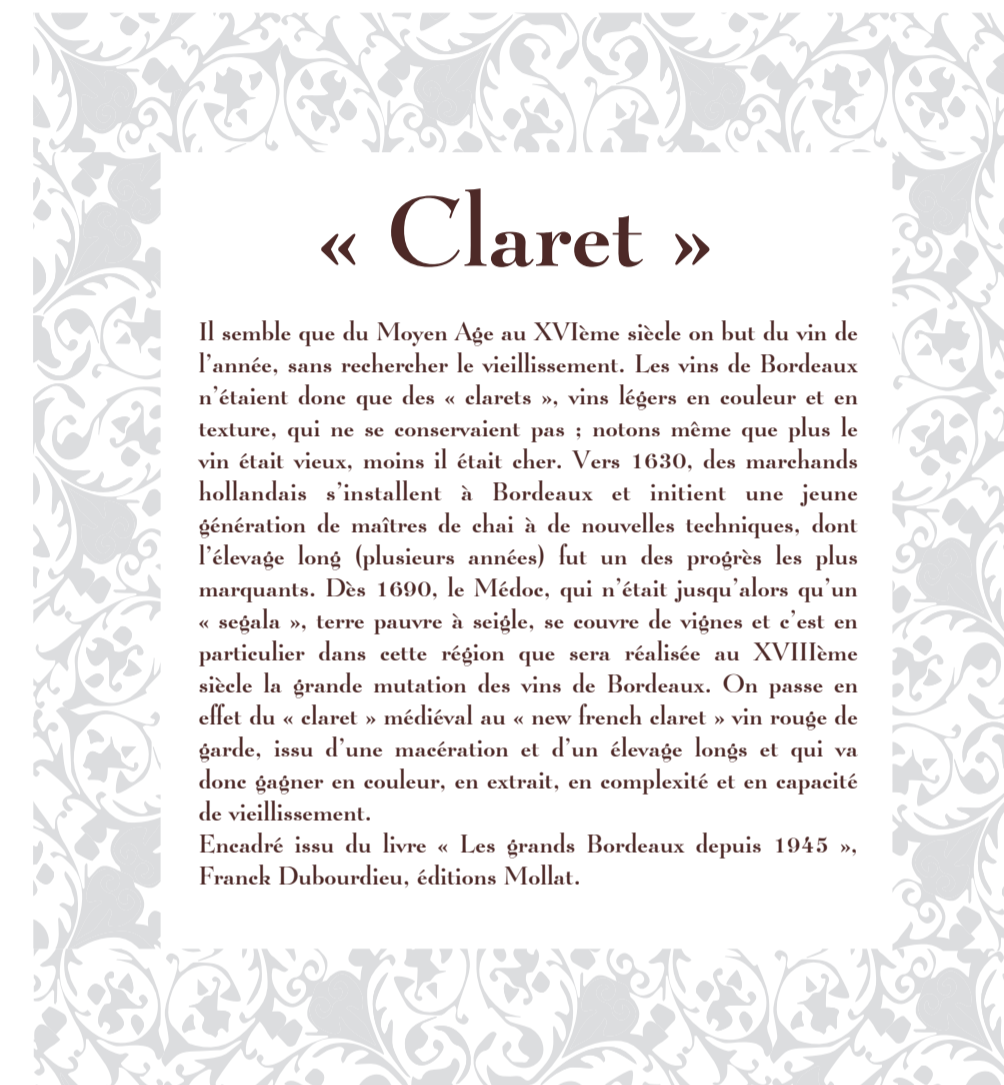 « Claret »
Il semble que du Moyen Age au XVIème siècle on but du vin de
l’année, sans rechercher le vieillissement. Les vins de Bordeaux
n’étaient donc que des « clarets », vins légers en couleur et en
texture, qui ne se conservaient pas ; notons même que plus le
vin était vieux, moins il était cher. Vers 1630, des marchands
hollandais s’installent à Bordeaux et initient une jeune
génération de maîtres de chai à de nouvelles techniques, dont
l’élevage long (plusieurs années) fut un des progrès les plus
marquants. Dès 1690, le Médoc, qui n’était jusqu’alors qu’un
« segala », terre pauvre à seigle, se couvre de vignes et c’est en
particulier dans cette région que sera réalisée au XVIIIème
siècle la grande mutation des vins de Bordeaux. On passe en
effet du « claret » médiéval au « new french claret » vin rouge de
garde, issu d’une macération et d’un élevage longs et qui va
donc gagner en couleur, en extrait, en complexité et en capacité
de vieillissement.
Encadré issu du livre « Les grands Bordeaux depuis 1945 »,
Franck Dubourdieu, éditions Mollat.